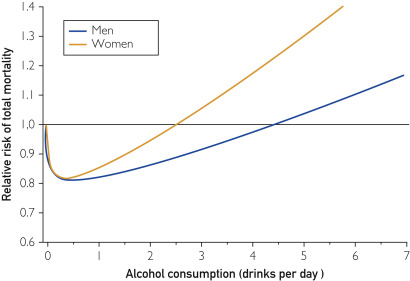 1.4
Men
Women
1.3
1.2
1.1
1.0
0.9
0.8
0.7
0.6
Relative risk of total mortality
0 1 2 3 4 5 6 7
Alcohol consumption (drinks per day )